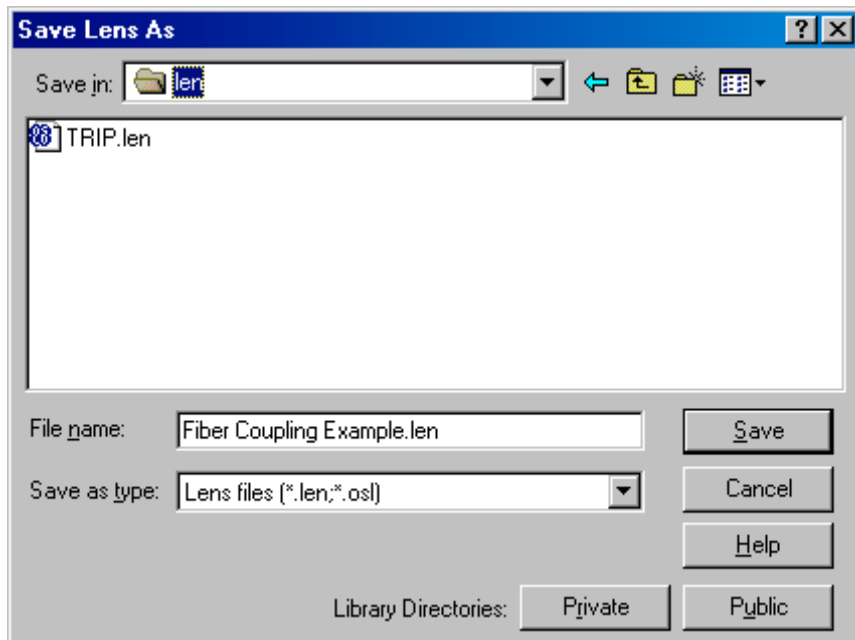 Save Lens As
Save in: len
TRIP.len
File name: Fiber Coupling Example.len Save
Save as type: Lens files (*.len;*.osl) Cancel
Help
Library Directories: Private Public